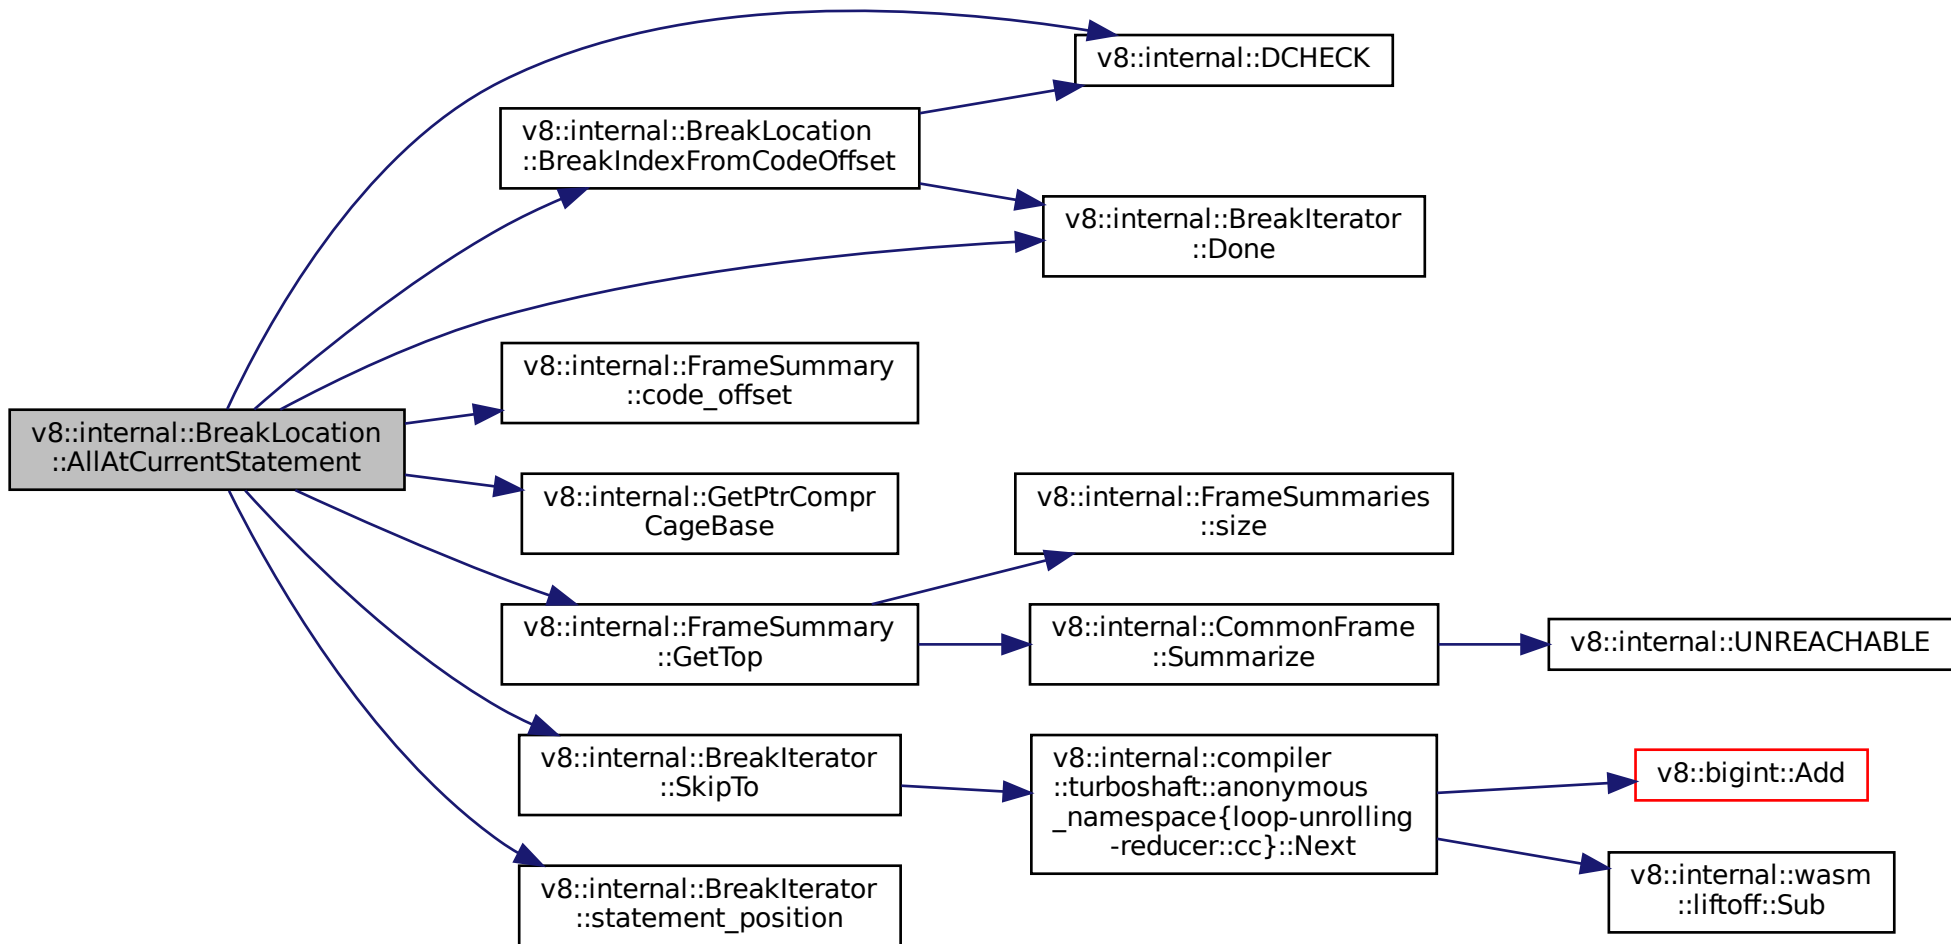 v8::internal::DCHECK
v8::internal::BreakLocation
::BreakIndexFromCodeOffset
v8::internal::BreakIterator
::Done
v8::internal::FrameSummary
::code_offset
v8::internal::BreakLocation
::AllAtCurrentStatement
v8::internal::GetPtrCompr
CageBase
v8::internal::FrameSummaries
::size
v8::internal::FrameSummary
::GetTop
v8::internal::CommonFrame
::Summarize
v8::internal::UNREACHABLE
v8::internal::BreakIterator
::SkipTo
v8::internal::compiler
::turboshaft::anonymous
_namespace{loop-unrolling
-reducer::cc}::Next
v8::bigint::Add
v8::internal::wasm
::liftoff::Sub
v8::internal::BreakIterator
::statement_position